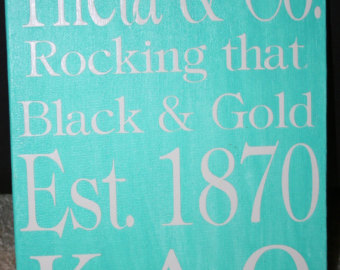 Theta & Co.
Rocking that
Black & Gold
Est. 1870
K A Θ